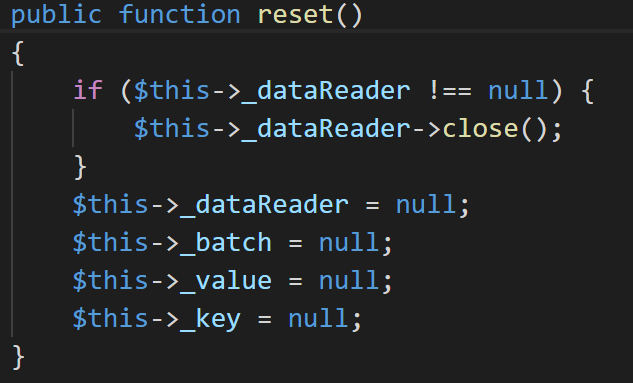 public function reset()
{
    if ($this->_dataReader !== null) {
        $this->_dataReader->close();
    }
    $this->_dataReader = null;
    $this->_batch = null;
    $this->_value = null;
    $this->_key = null;
}